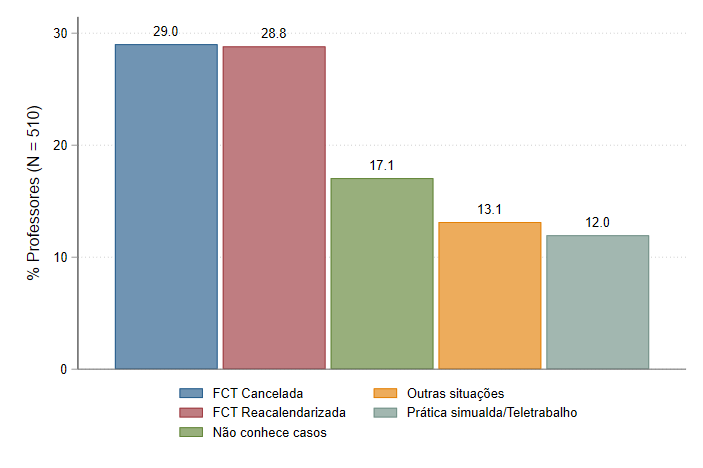 % Professores (N = 510)
30
20
10
0
29.0
28.8
17.1
13.1
12.0
FCT Cancelada
FCT Reacalendarizada
Não conhece casos
Outras situações
Prática simualda/Teletrabalho